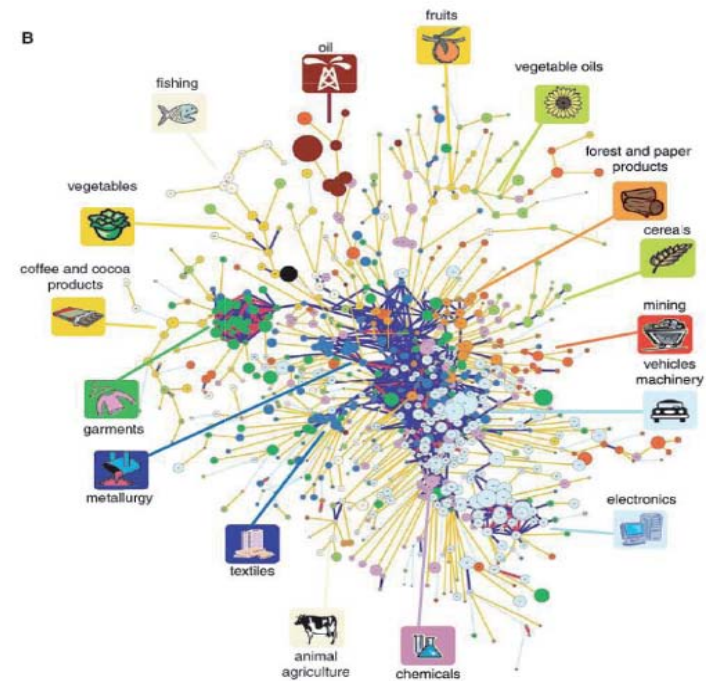 B
fruits
oil
vegetable oils
fishing
forest and paper
products
vegetables
cereals
coffee and cocoa
products
mining
vehicles
machinery
garments
metallurgy
electronics
textiles
animal
agriculture
chemicals